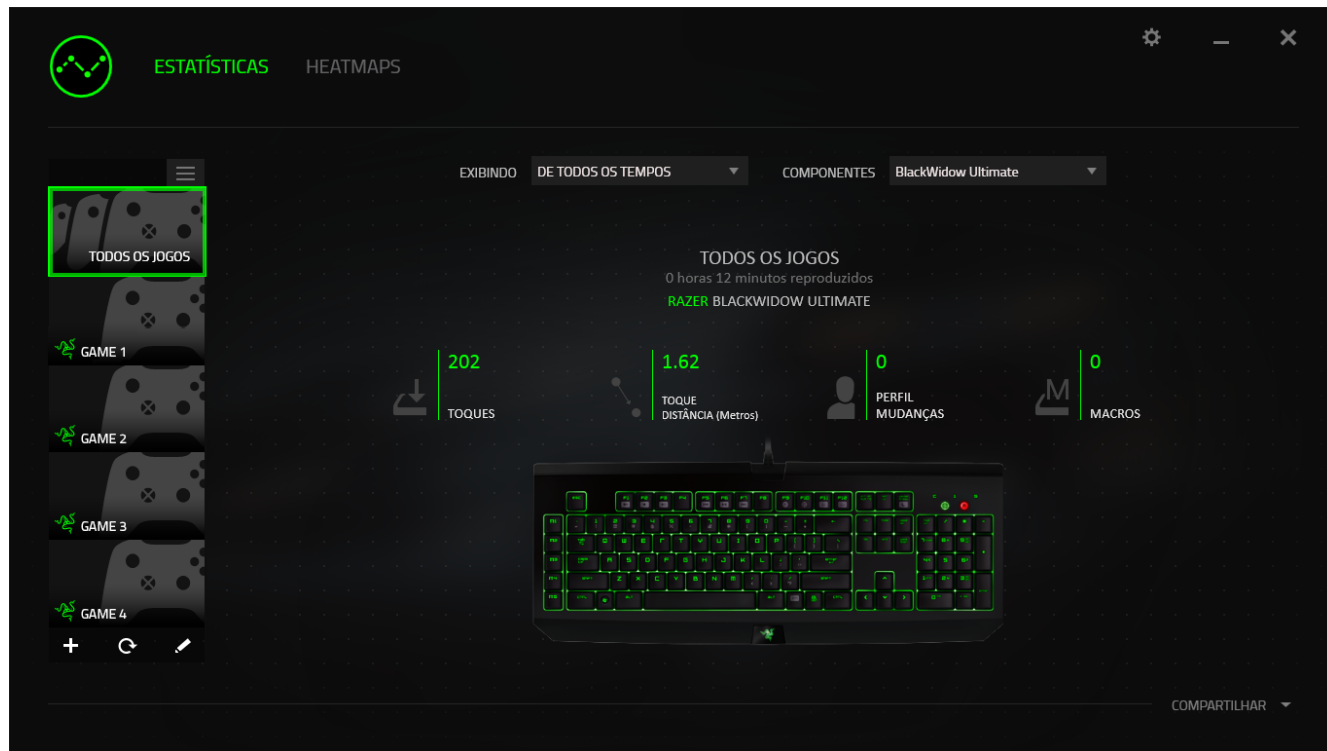 ESTATÍSTICAS HEATMAPS
EXIBINDO DE TODOS OS TEMPOS COMPONENTES BlackWidow Ultimate
TODOS OS JOGOS
GAME 1
GAME 2
GAME 3
GAME 4
TODOS OS JOGOS
0 horas 12 minutos reproduzidos
RAZER BLACKWIDOW ULTIMATE
202
TOQUES
1.62
TOQUE
DISTÂNCIA (Metros)
0
PERFIL
MUDANÇAS
M
0
MACROS
COMPARTILHAR